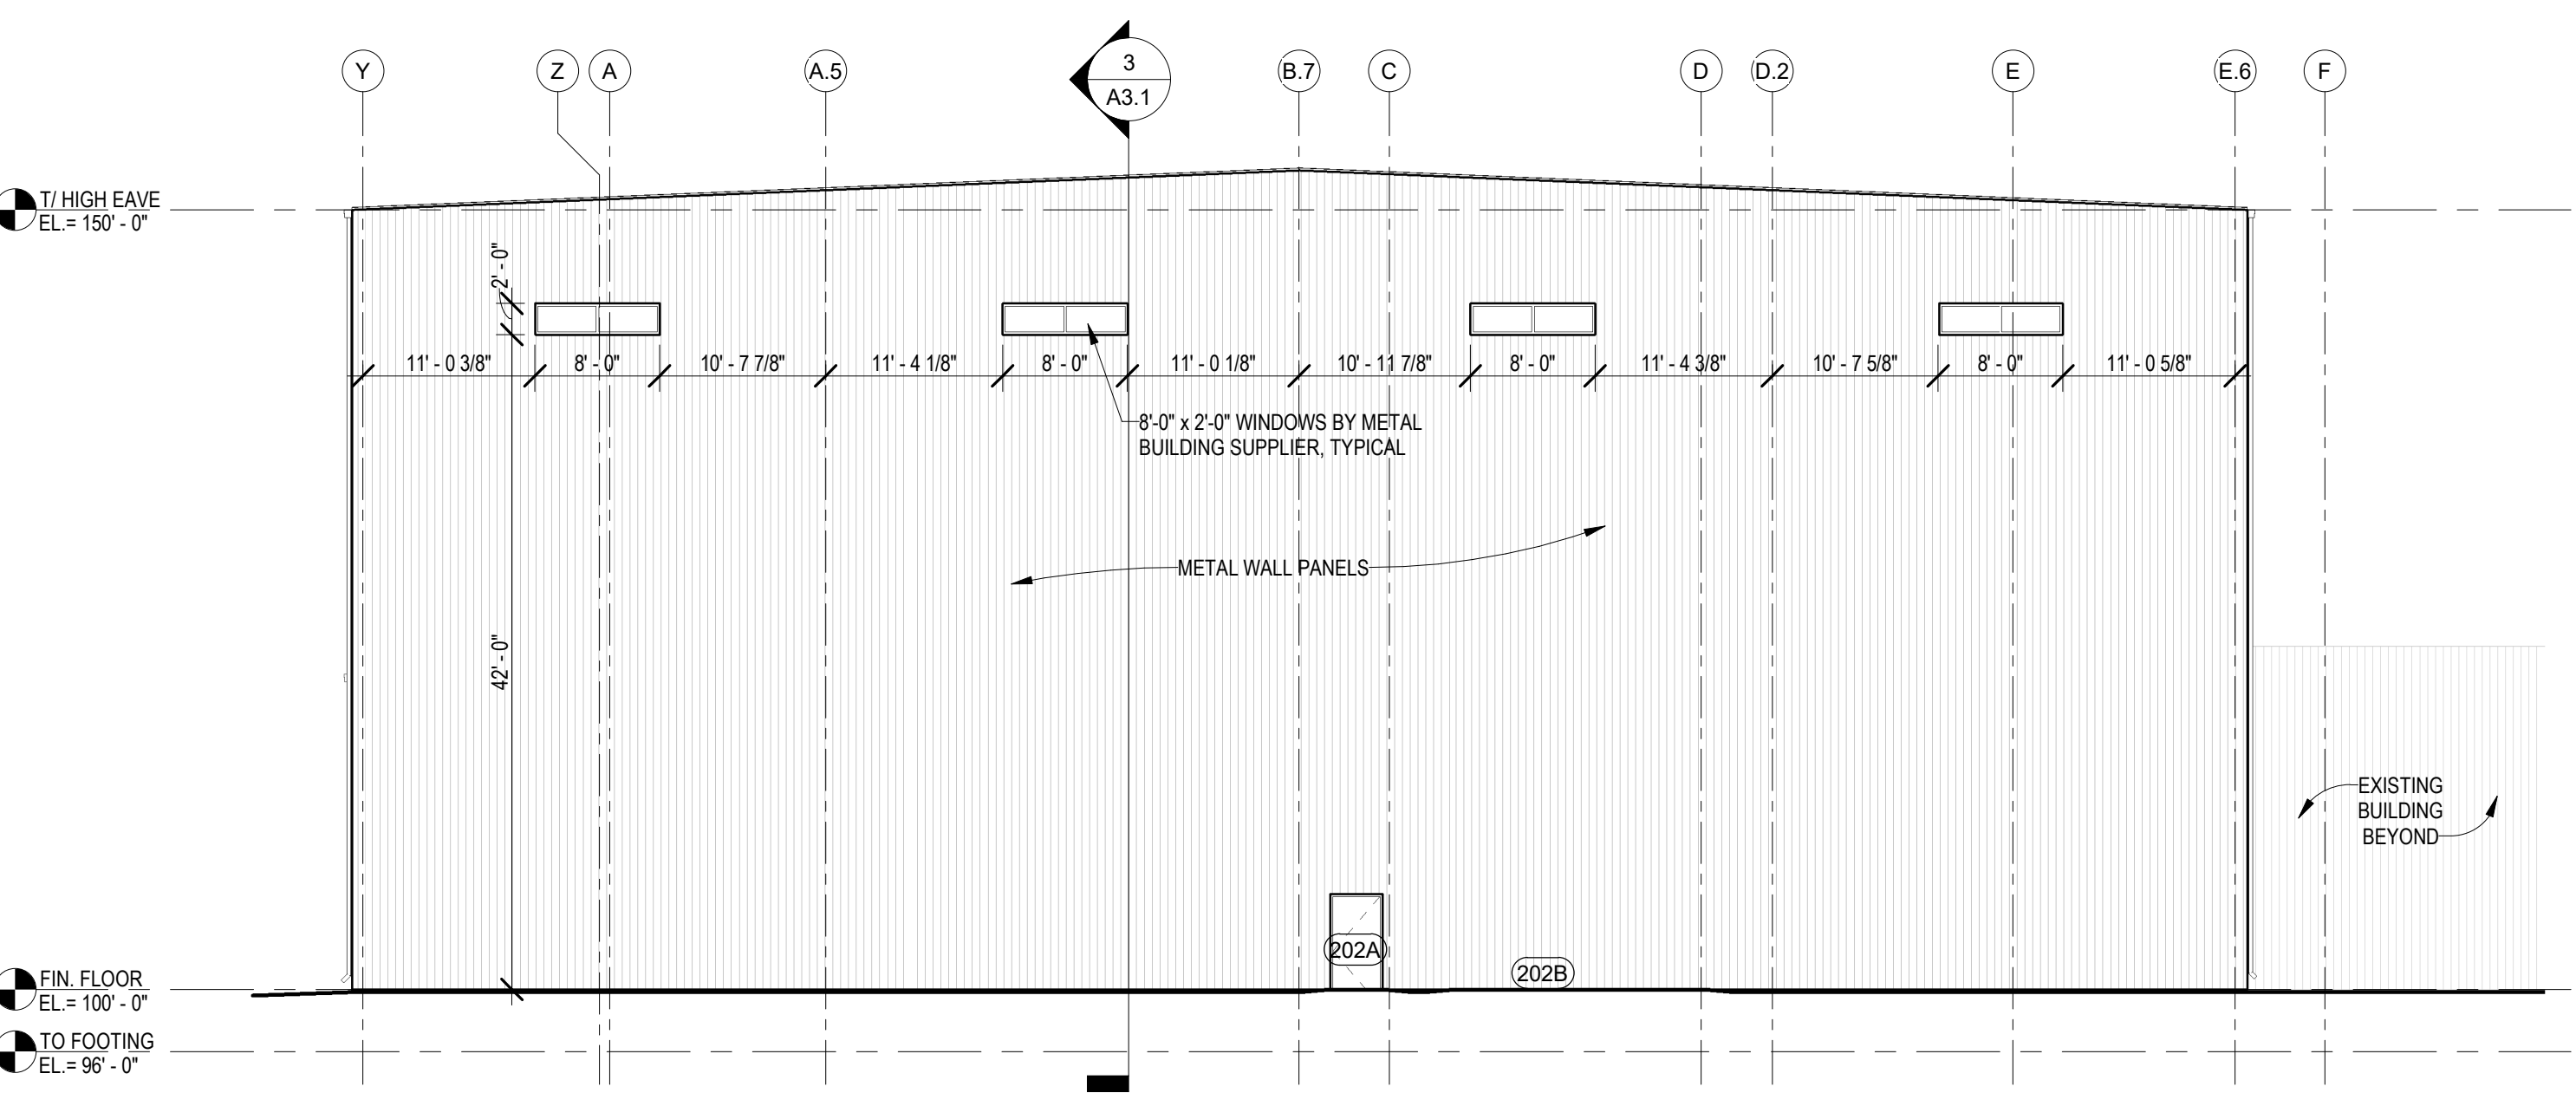 Y
Z
A
A.5
3
A3.1
B.7
C
D
D.2
E
E.6
F
T/ HIGH EAVE
EL.= 150' - 0"
2' - 0"
11' - 0 3/8"
8' - 0"
10' - 7 7/8"
11' - 4 1/8"
8' - 0"
11' - 0 1/8"
10' - 11 7/8"
8' - 0"
11' - 4 3/8"
10' - 7 5/8"
8' - 0"
11' - 0 5/8"
8'-0" x 2'-0" WINDOWS BY METAL
BUILDING SUPPLIER, TYPICAL
METAL WALL PANELS
42' - 0"
EXISTING
BUILDING
BEYOND
202A
202B
FIN. FLOOR
EL.= 100' - 0"
TO FOOTING
EL.= 96' - 0"